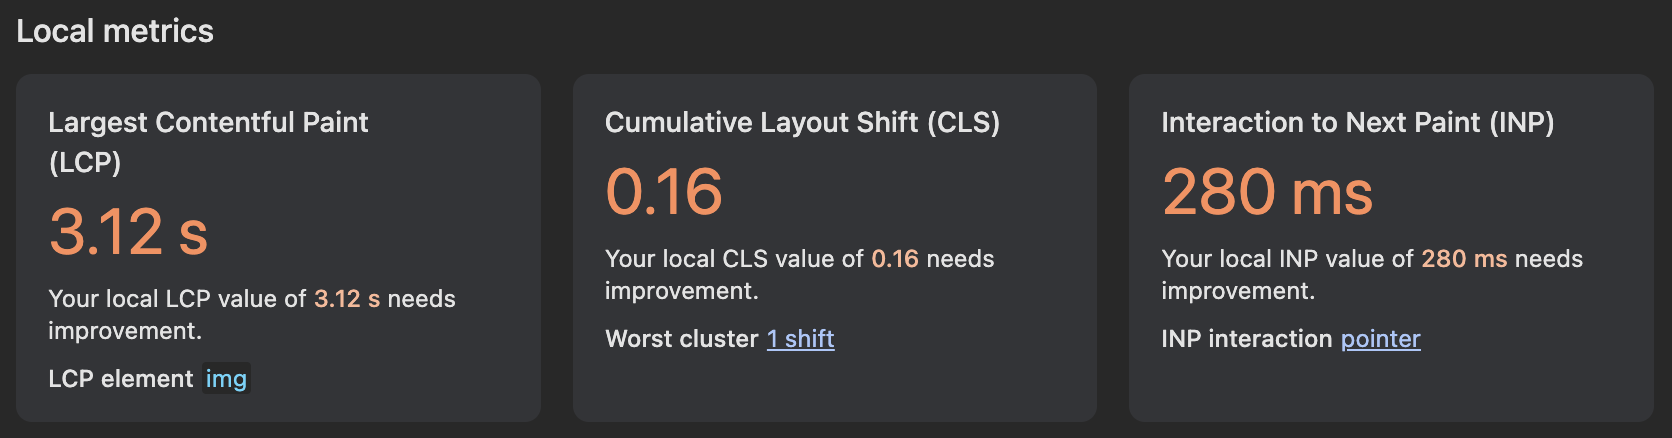 Local metrics
Largest Contentful Paint
(LCP)
3.12 s
Your local LCP value of 3.12 s needs
improvement.
LCP element img
Cumulative Layout Shift (CLS)
0.16
Your local CLS value of 0.16 needs
improvement.
Worst cluster 1 shift
Interaction to Next Paint (INP)
280 ms
Your local INP value of 280 ms needs
improvement.
INP interaction pointer